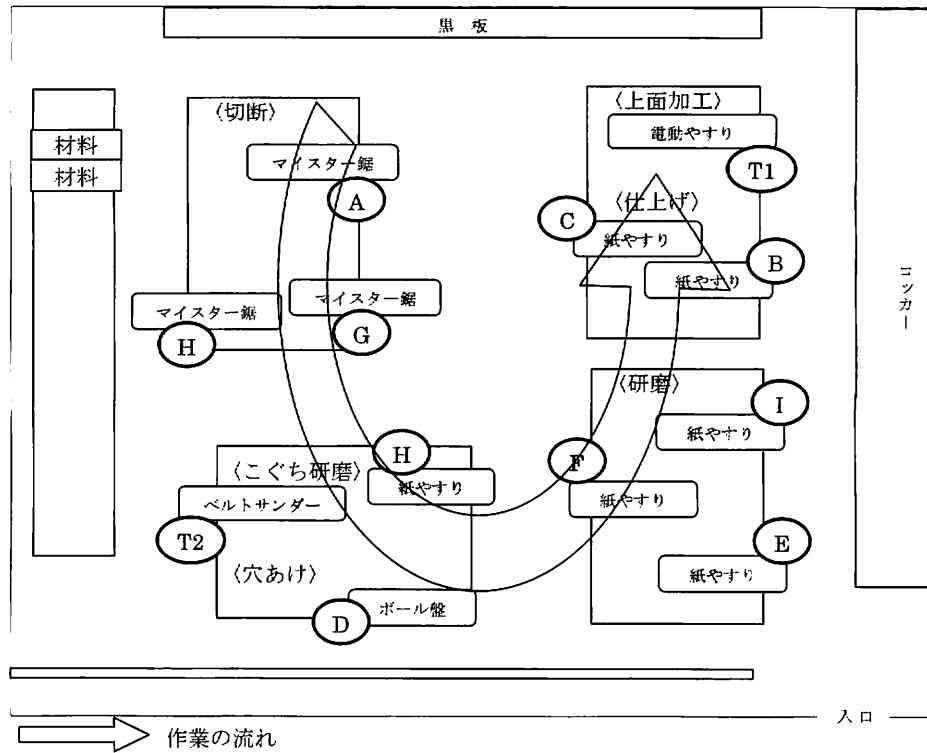 黒 板
〈切断〉
マイスター鋸
A
マイスター鋸
G
マイスター鋸
H
材料
材料
〈上面加工〉
電動やすり
T1
〈仕上げ〉
C
紙やすり
B
紙やすり
ロッカー
〈こぐち研磨〉
H
紙やすり
ベルトサンダー
T2
〈穴あけ〉
D
ボール盤
〈研磨〉
I
紙やすり
F
紙やすり
E
紙やすり
入口
作業の流れ